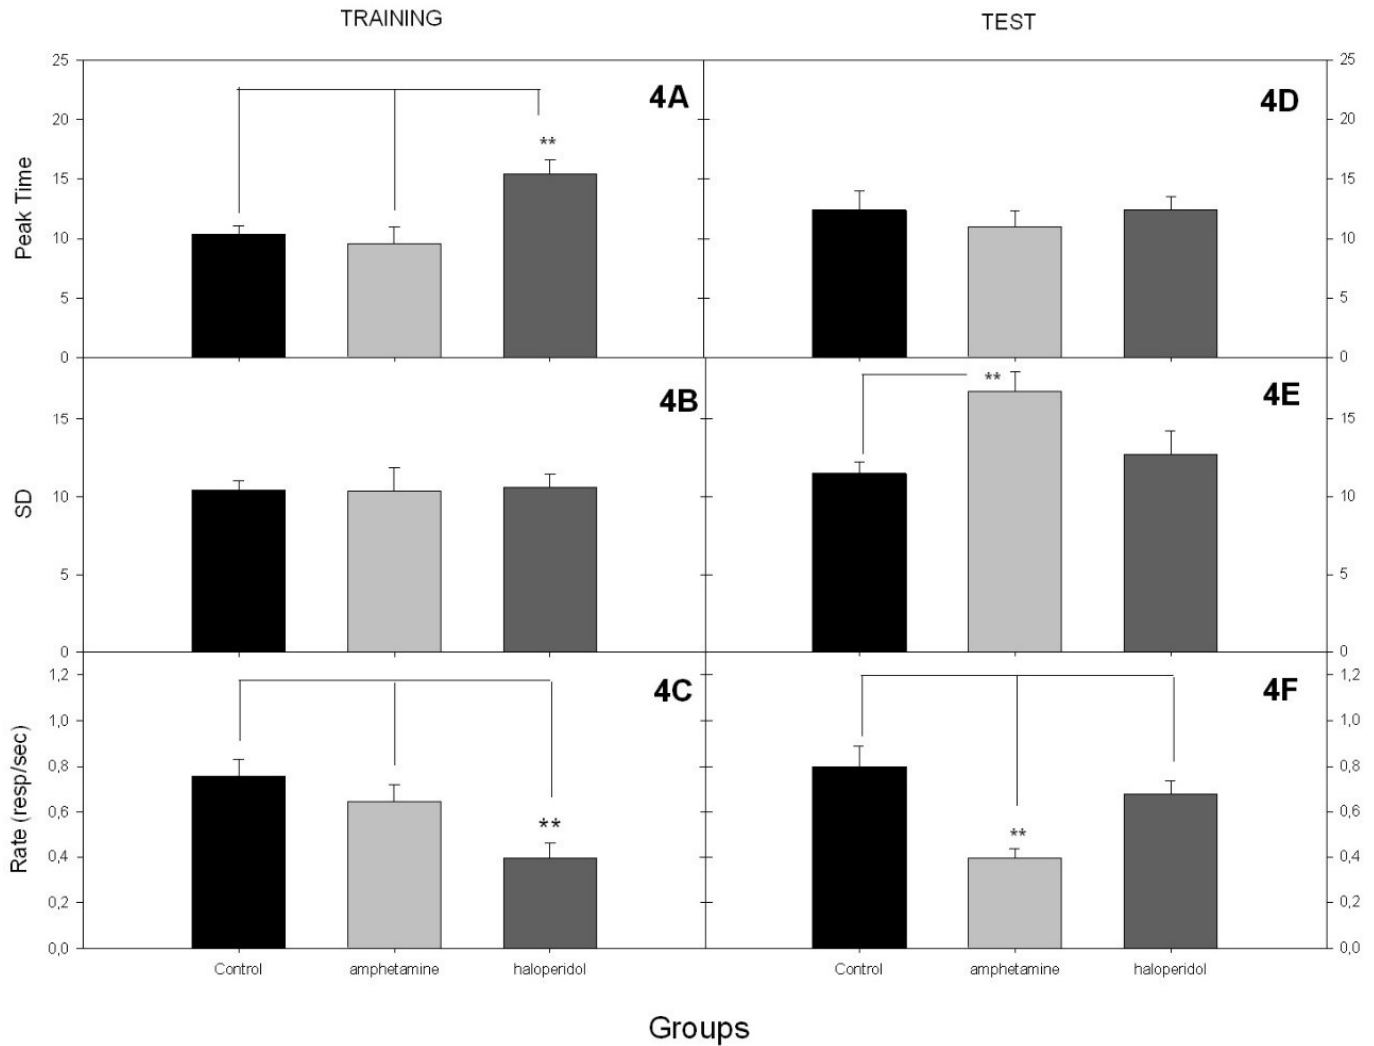 TRAINING
TEST
25
20
15
10
5
0
Peak Time
4A
**
4D
25
20
15
10
5
0
15
10
5
0
SD
4B
4E
**
15
10
5
0
1,2
1,0
0,8
0,6
0,4
0,2
0,0
Rate (resp/sec)
4C
**
4F
**
1,2
1,0
0,8
0,6
0,4
0,2
0,0
Control amphetamine haloperidol
Control amphetamine haloperidol
Groups